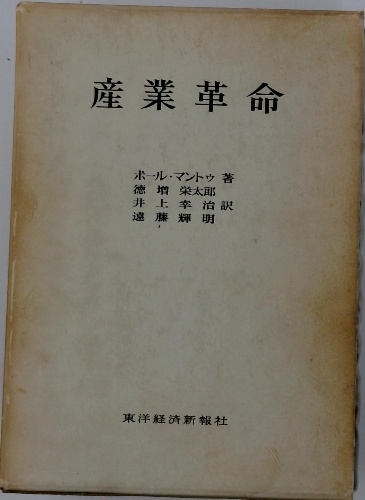 産業革命
ポール・マントゥ 著
徳増栄太郎
井上幸治 訳
遠藤輝明
東洋経済新報社